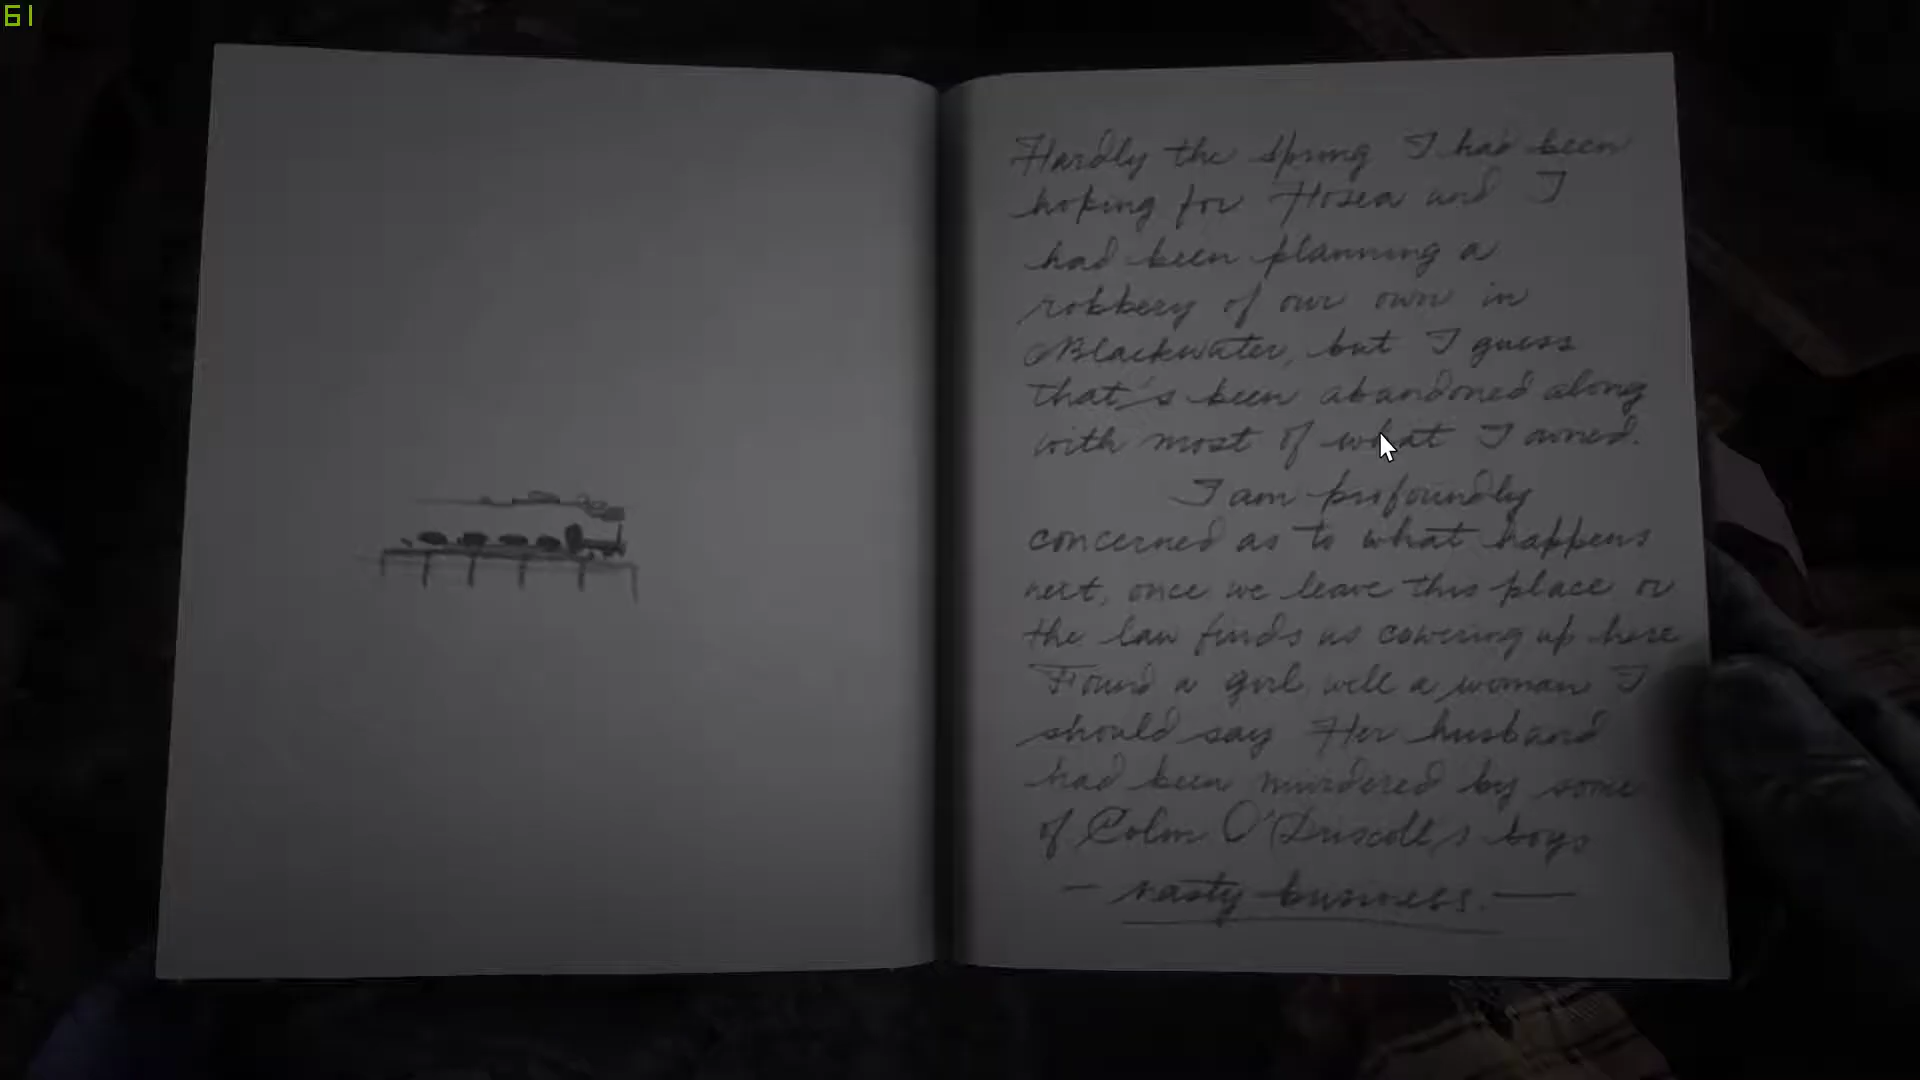 61
Hardly the spring I had been
hoping for Hosea and I
had been planning a
robbery of our own in
Blackwater, but I guess
that's been abandoned along
with most of what I owned.
I am profoundly
concerned as to what happens
next, once we leave this place or
the law finds us cowering up here
Found a girl, well a woman I
should say Her husband
had been murdered by some
of Colm O'Driscoll's boys
— nasty business. —